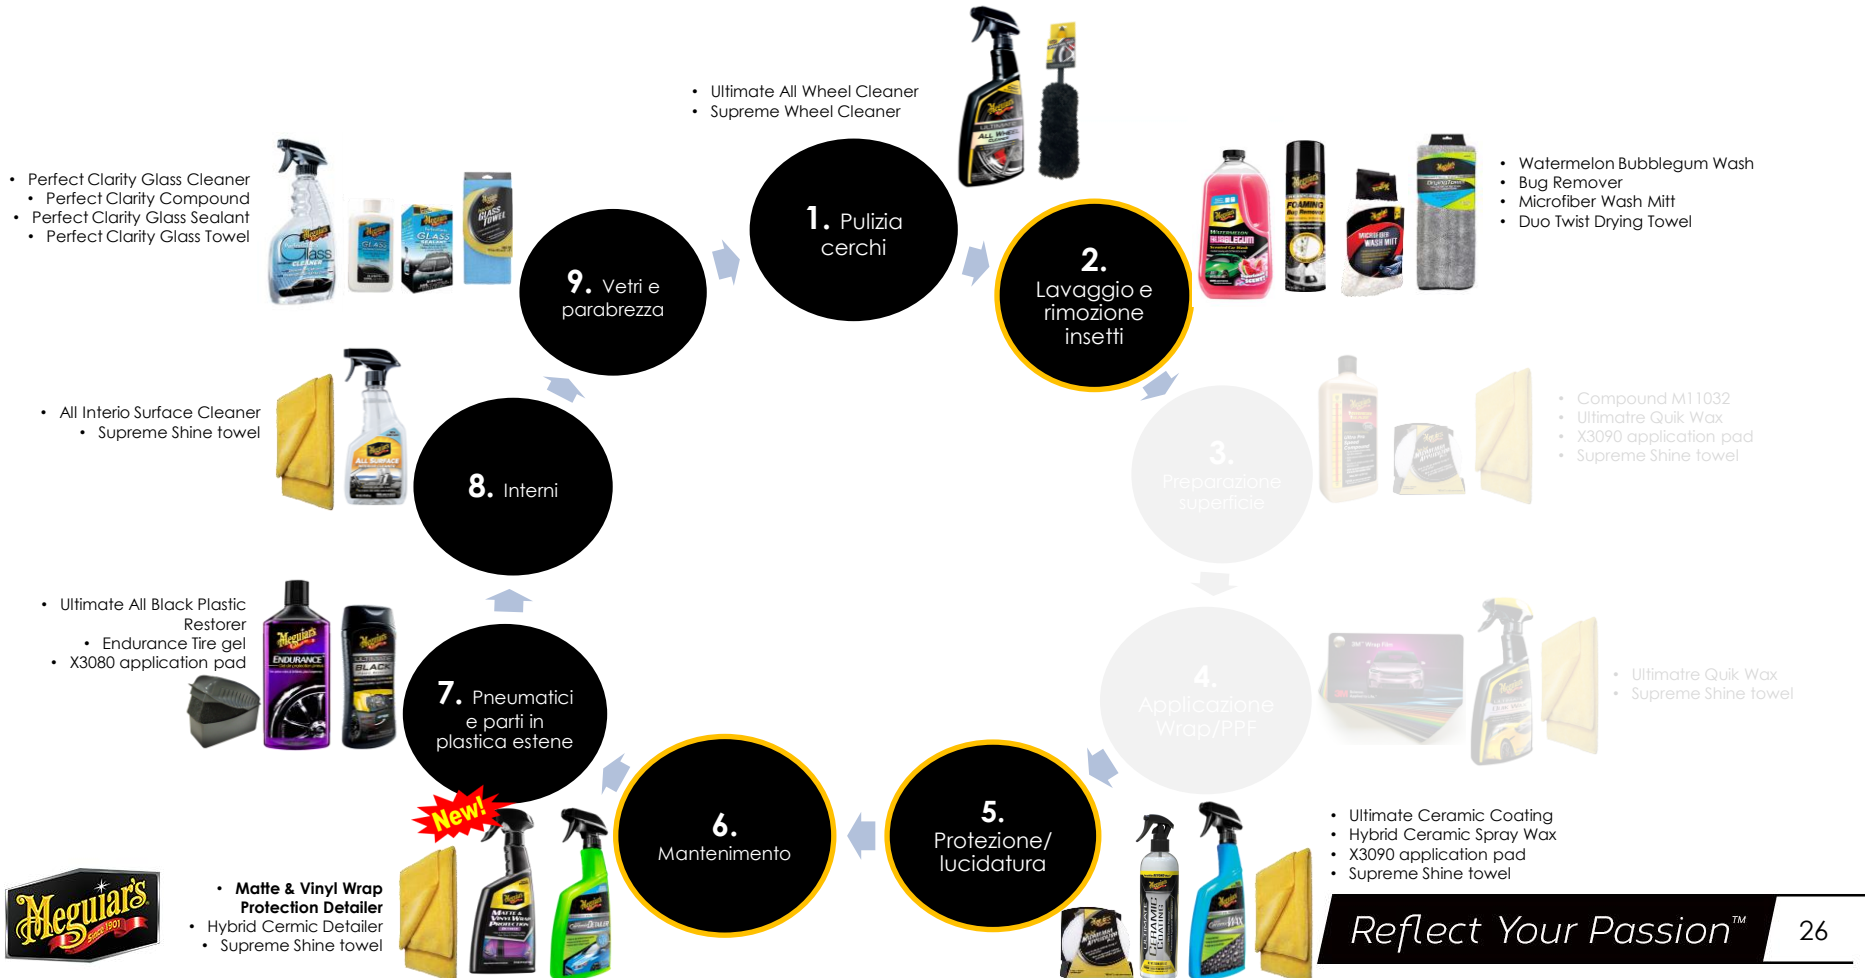 • Ultimate All Wheel Cleaner
• Supreme Wheel Cleaner
1. Pulizia
cerchi
• Watermelon Bubblegum Wash
• Bug Remover
• Microfiber Wash Mitt
• Duo Twist Drying Towel
2.
Lavaggio e
rimozione
insetti
• Compound M11032
• Ultimatre Quik Wax
• X3090 application pad
• Supreme Shine towel
3.
Preparazione
superficie
• Ultimatre Quik Wax
• Supreme Shine towel
4.
Applicazione
Wrap/PPF
• Ultimate Ceramic Coating
• Hybrid Ceramic Spray Wax
• X3090 application pad
• Supreme Shine towel
5.
Protezione/
lucidatura
6.
Mantenimento
New!
• Matte & Vinyl Wrap
Protection Detailer
• Hybrid Cermic Detailer
• Supreme Shine towel
7. Pneumatici
e parti in
plastica estene
• Ultimate All Black Plastic
Restorer
• Endurance Tire gel
• X3080 application pad
8. Interni
• All Interio Surface Cleaner
• Supreme Shine towel
9. Vetri e
parabrezza
• Perfect Clarity Glass Cleaner
• Perfect Clarity Compound
• Perfect Clarity Glass Sealant
• Perfect Clarity Glass Towel
Meguiar's
Since 1901
Reflect Your Passion™
26